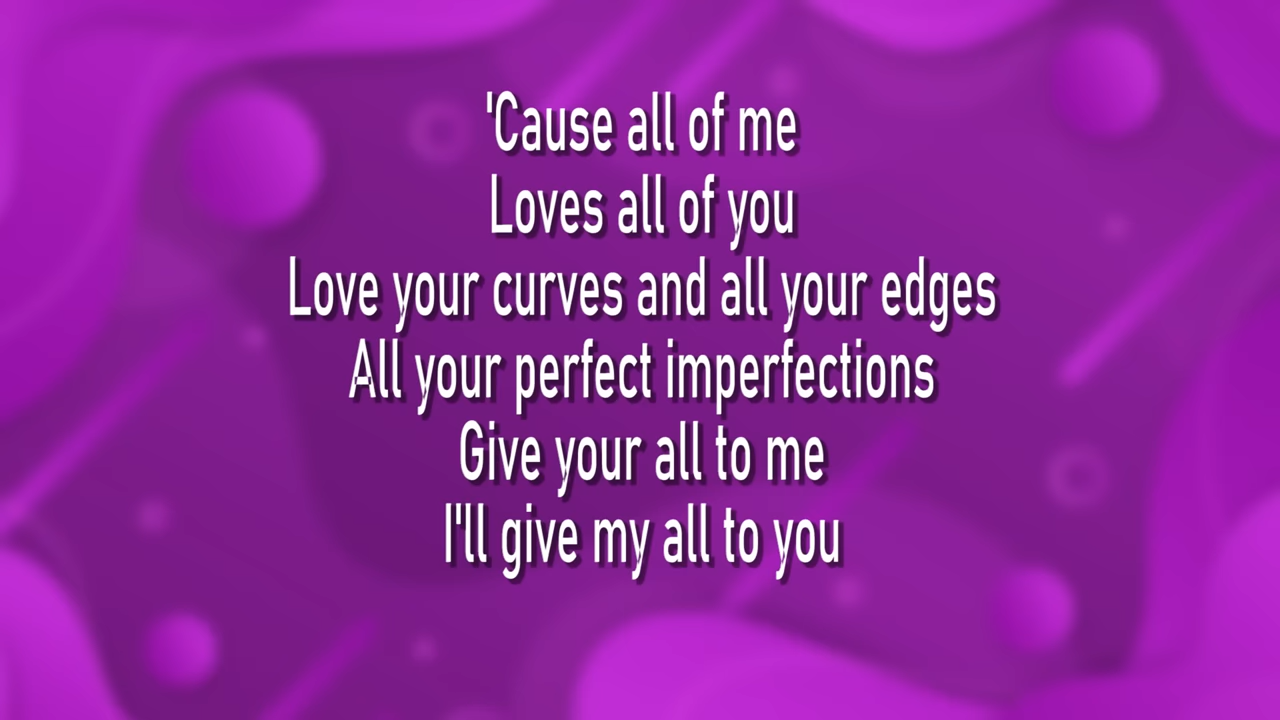 'Cause all of me
Loves all of you
Love your curves and all your edges
All your perfect imperfections
Give your all to me
I'll give my all to you